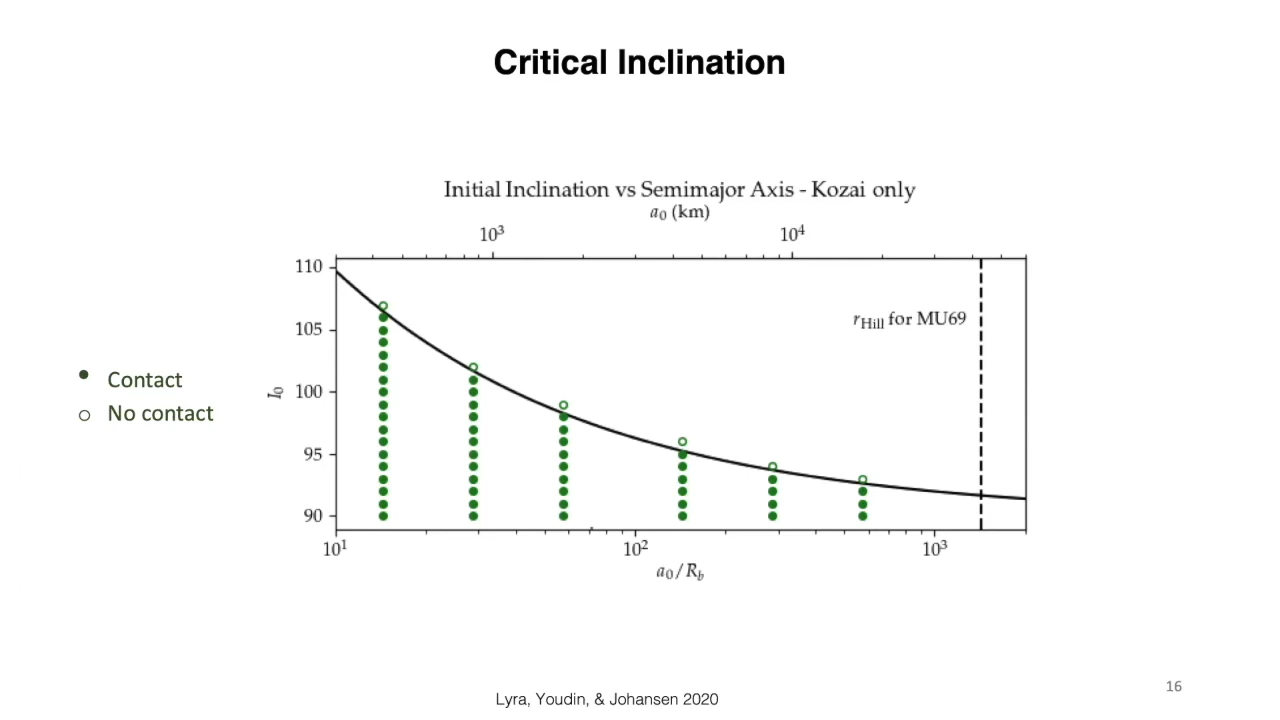 Critical Inclination
Initial Inclination vs Semimajor Axis - Kozai only
a₀ (km)
10³ 10⁴
110
105
100
95
90
I₀
r_Hill for MU69
Contact
No contact
10¹ 10² 10³
a₀/R_b
16
Lyra, Youdin, & Johansen 2020